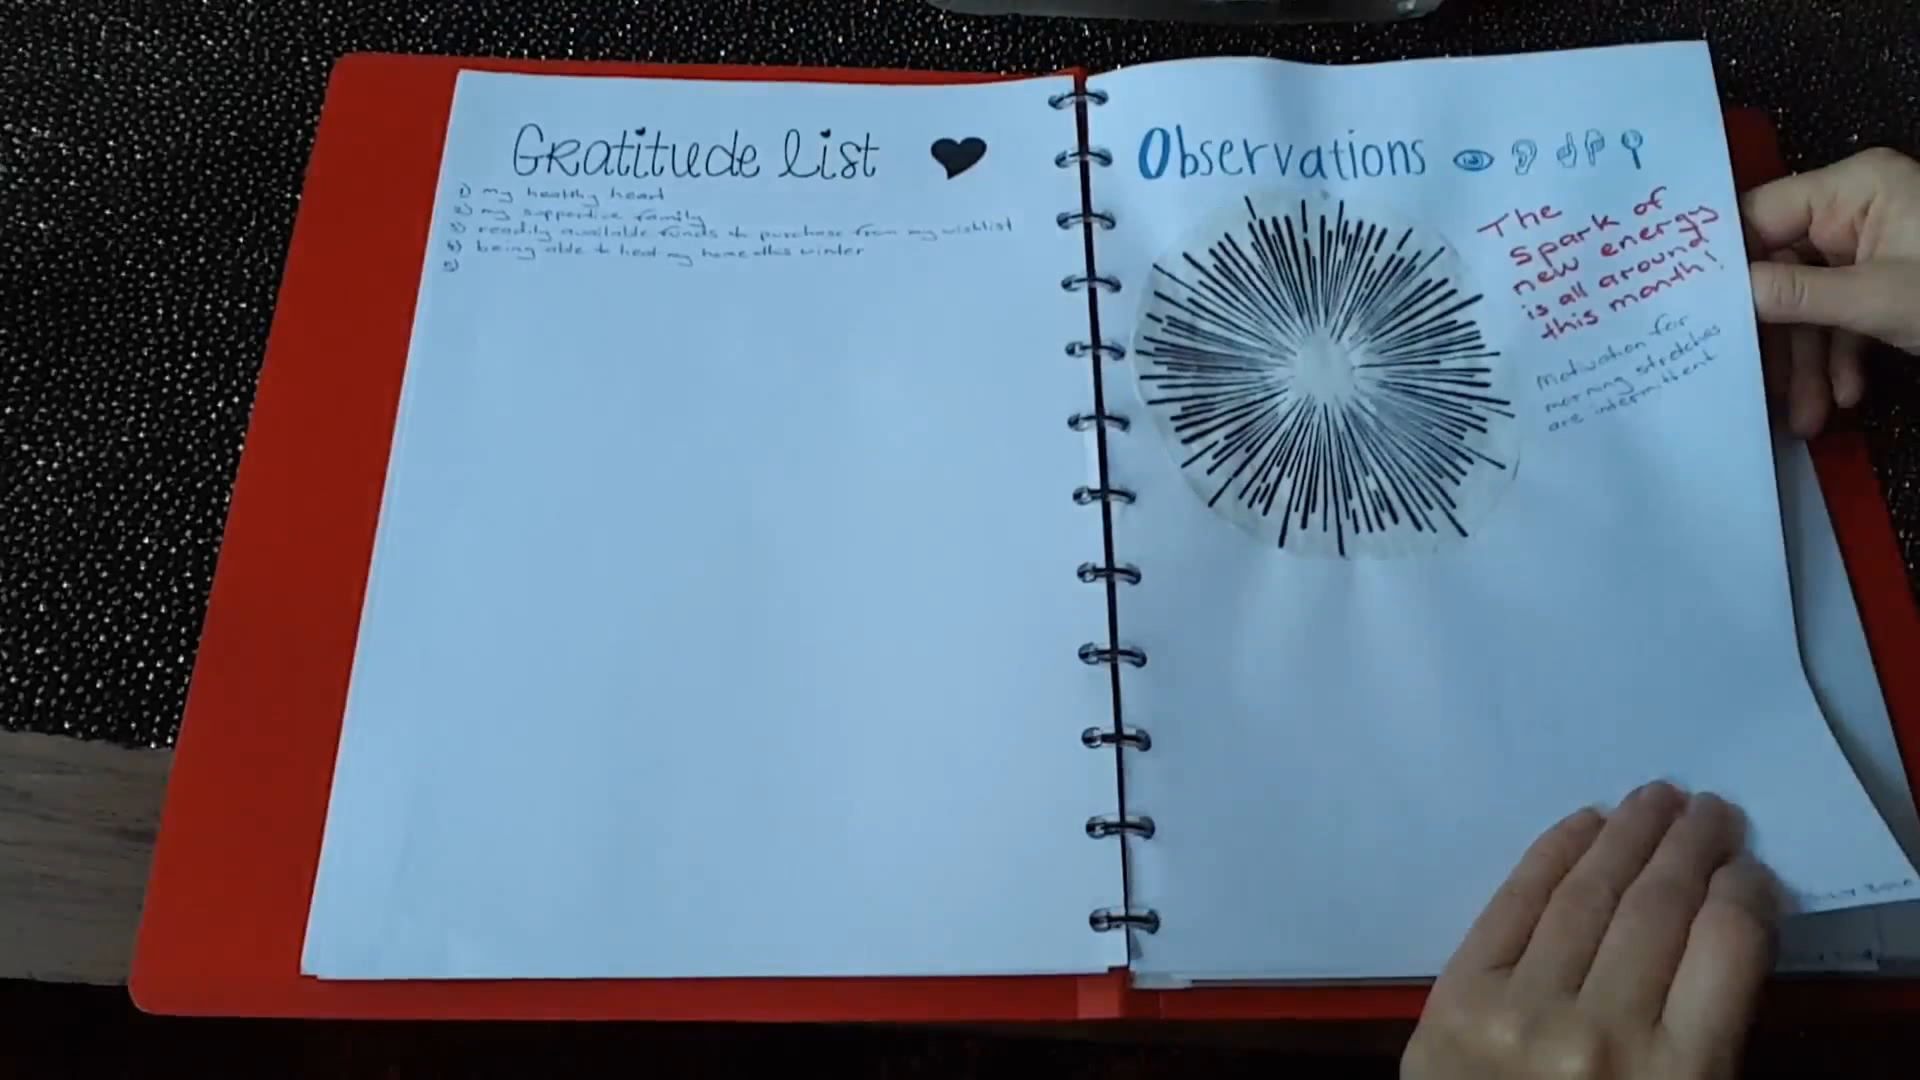 Gratitude list
1) my healthy heart
2) my supportive family
3) readily available funds to purchase from my wishlist
4) being able to heat my home this winter
5)
Observations
The
spark of
new energy
is all around
this month!
Motivation for
morning stretches
are intermittent